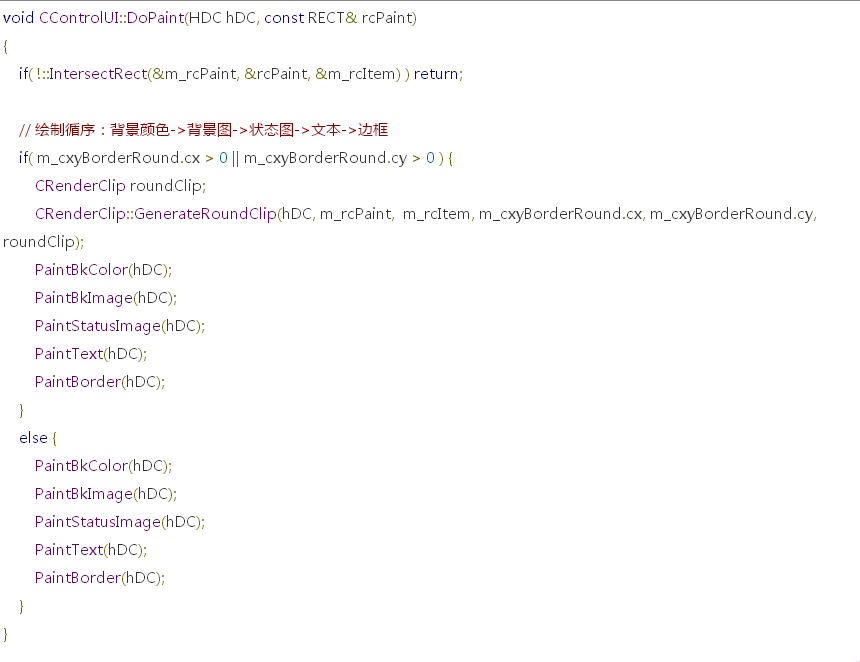 void CControlUI::DoPaint(HDC hDC, const RECT& rcPaint)
{
if( !::IntersectRect(&m_rcPaint, &rcPaint, &m_rcItem) ) return;
// 绘制循序：背景颜色->背景图->状态图->文本->边框
if( m_cxyBorderRound.cx > 0 || m_cxyBorderRound.cy > 0 ) {
CRenderClip roundClip;
CRenderClip::GenerateRoundClip(hDC, m_rcPaint,  m_rcItem, m_cxyBorderRound.cx, m_cxyBorderRound.cy,
roundClip);
PaintBkColor(hDC);
PaintBkImage(hDC);
PaintStatusImage(hDC);
PaintText(hDC);
PaintBorder(hDC);
}
else {
PaintBkColor(hDC);
PaintBkImage(hDC);
PaintStatusImage(hDC);
PaintText(hDC);
PaintBorder(hDC);
}
}